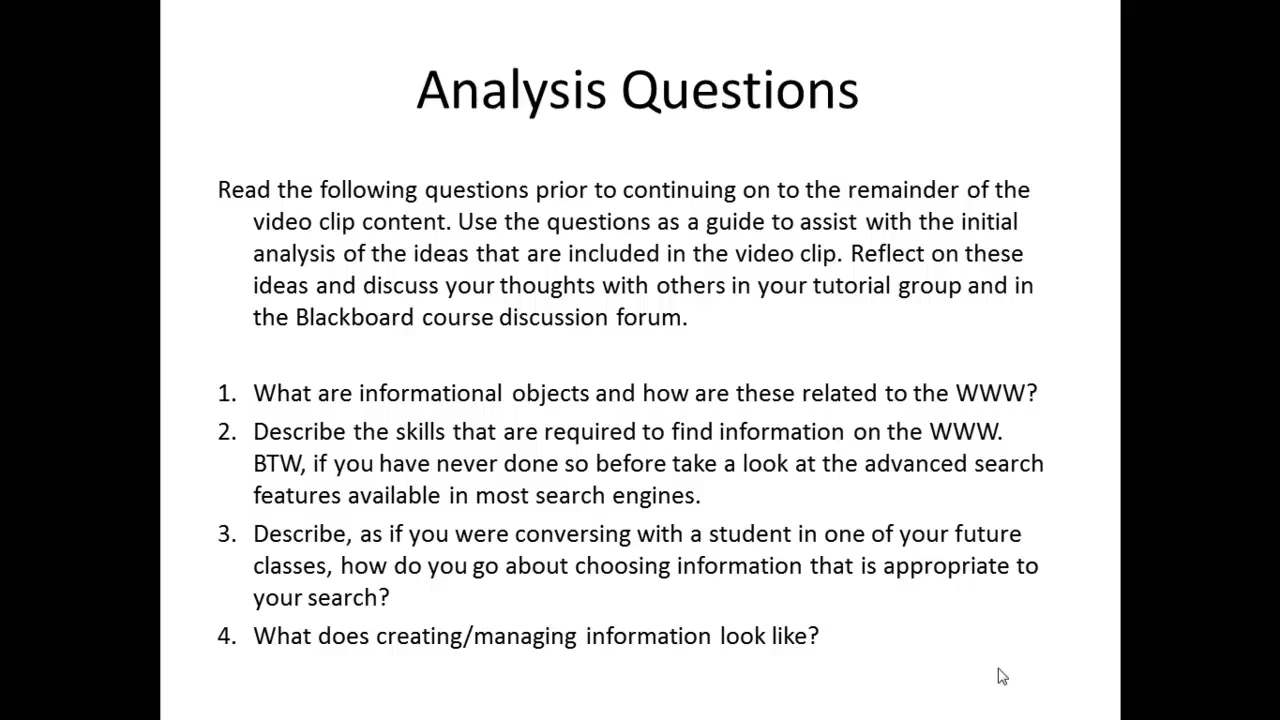 Analysis Questions
Read the following questions prior to continuing on to the remainder of the
video clip content. Use the questions as a guide to assist with the initial
analysis of the ideas that are included in the video clip. Reflect on these
ideas and discuss your thoughts with others in your tutorial group and in
the Blackboard course discussion forum.
1. What are informational objects and how are these related to the WWW?
2. Describe the skills that are required to find information on the WWW.
BTW, if you have never done so before take a look at the advanced search
features available in most search engines.
3. Describe, as if you were conversing with a student in one of your future
classes, how do you go about choosing information that is appropriate to
your search?
4. What does creating/managing information look like?